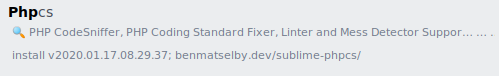 Phpcs
PHP CodeSniffer, PHP Coding Standard Fixer, Linter and Mess Detector Suppor... ... .
install v2020.01.17.08.29.37; benmatselby.dev/sublime-phpcs/